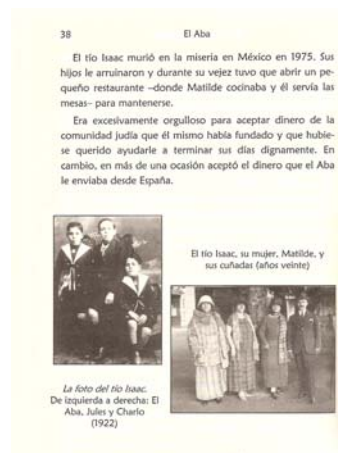 38
El Aba
El tío Isaac murió en la miseria en México en 1975. Sus
hijos le arruinaron y durante su vejez tuvo que abrir un pe-
queño restaurante –donde Matilde cocinaba y él servía las
mesas– para mantenerse.
Era excesivamente orgulloso para aceptar dinero de la
comunidad judía que él mismo había fundado y que hubie-
se querido ayudarle a terminar sus días dignamente. En
cambio, en más de una ocasión aceptó el dinero que el Aba
le enviaba desde España.
El tío Isaac, su mujer, Matilde, y
sus cuñadas (años veinte)
La foto del tío Isaac.
De izquierda a derecha: El
Aba, Jules y Charlo
(1922)